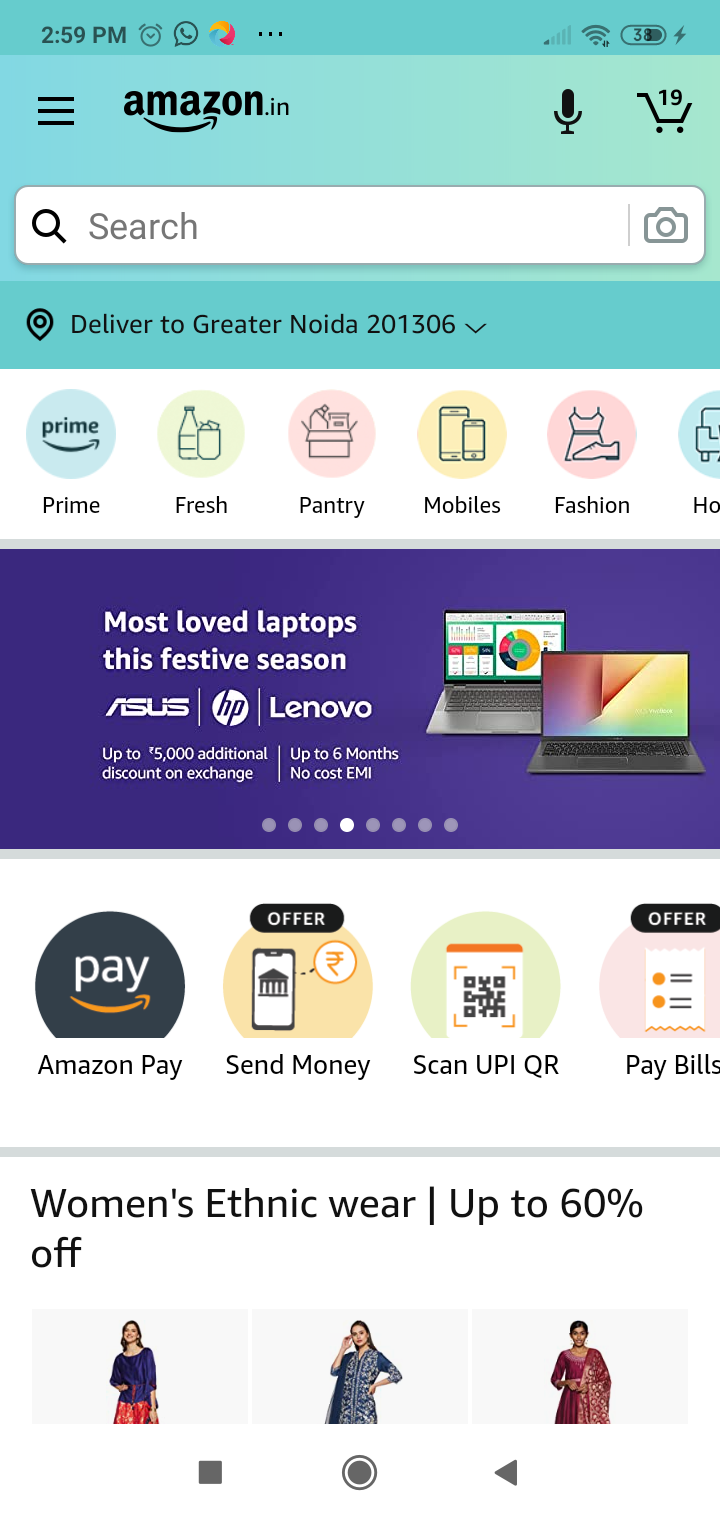 2:59 PM ... 38
amazon.in 19
Search
Deliver to Greater Noida 201306
prime
Prime Fresh Pantry Mobiles Fashion Ho
Most loved laptops
this festive season
ASUS | hp | Lenovo
Up to ₹5,000 additional | Up to 6 Months
discount on exchange | No cost EMI
OFFER OFFER
pay ₹
Amazon Pay Send Money Scan UPI QR Pay Bills
Women's Ethnic wear | Up to 60%
off